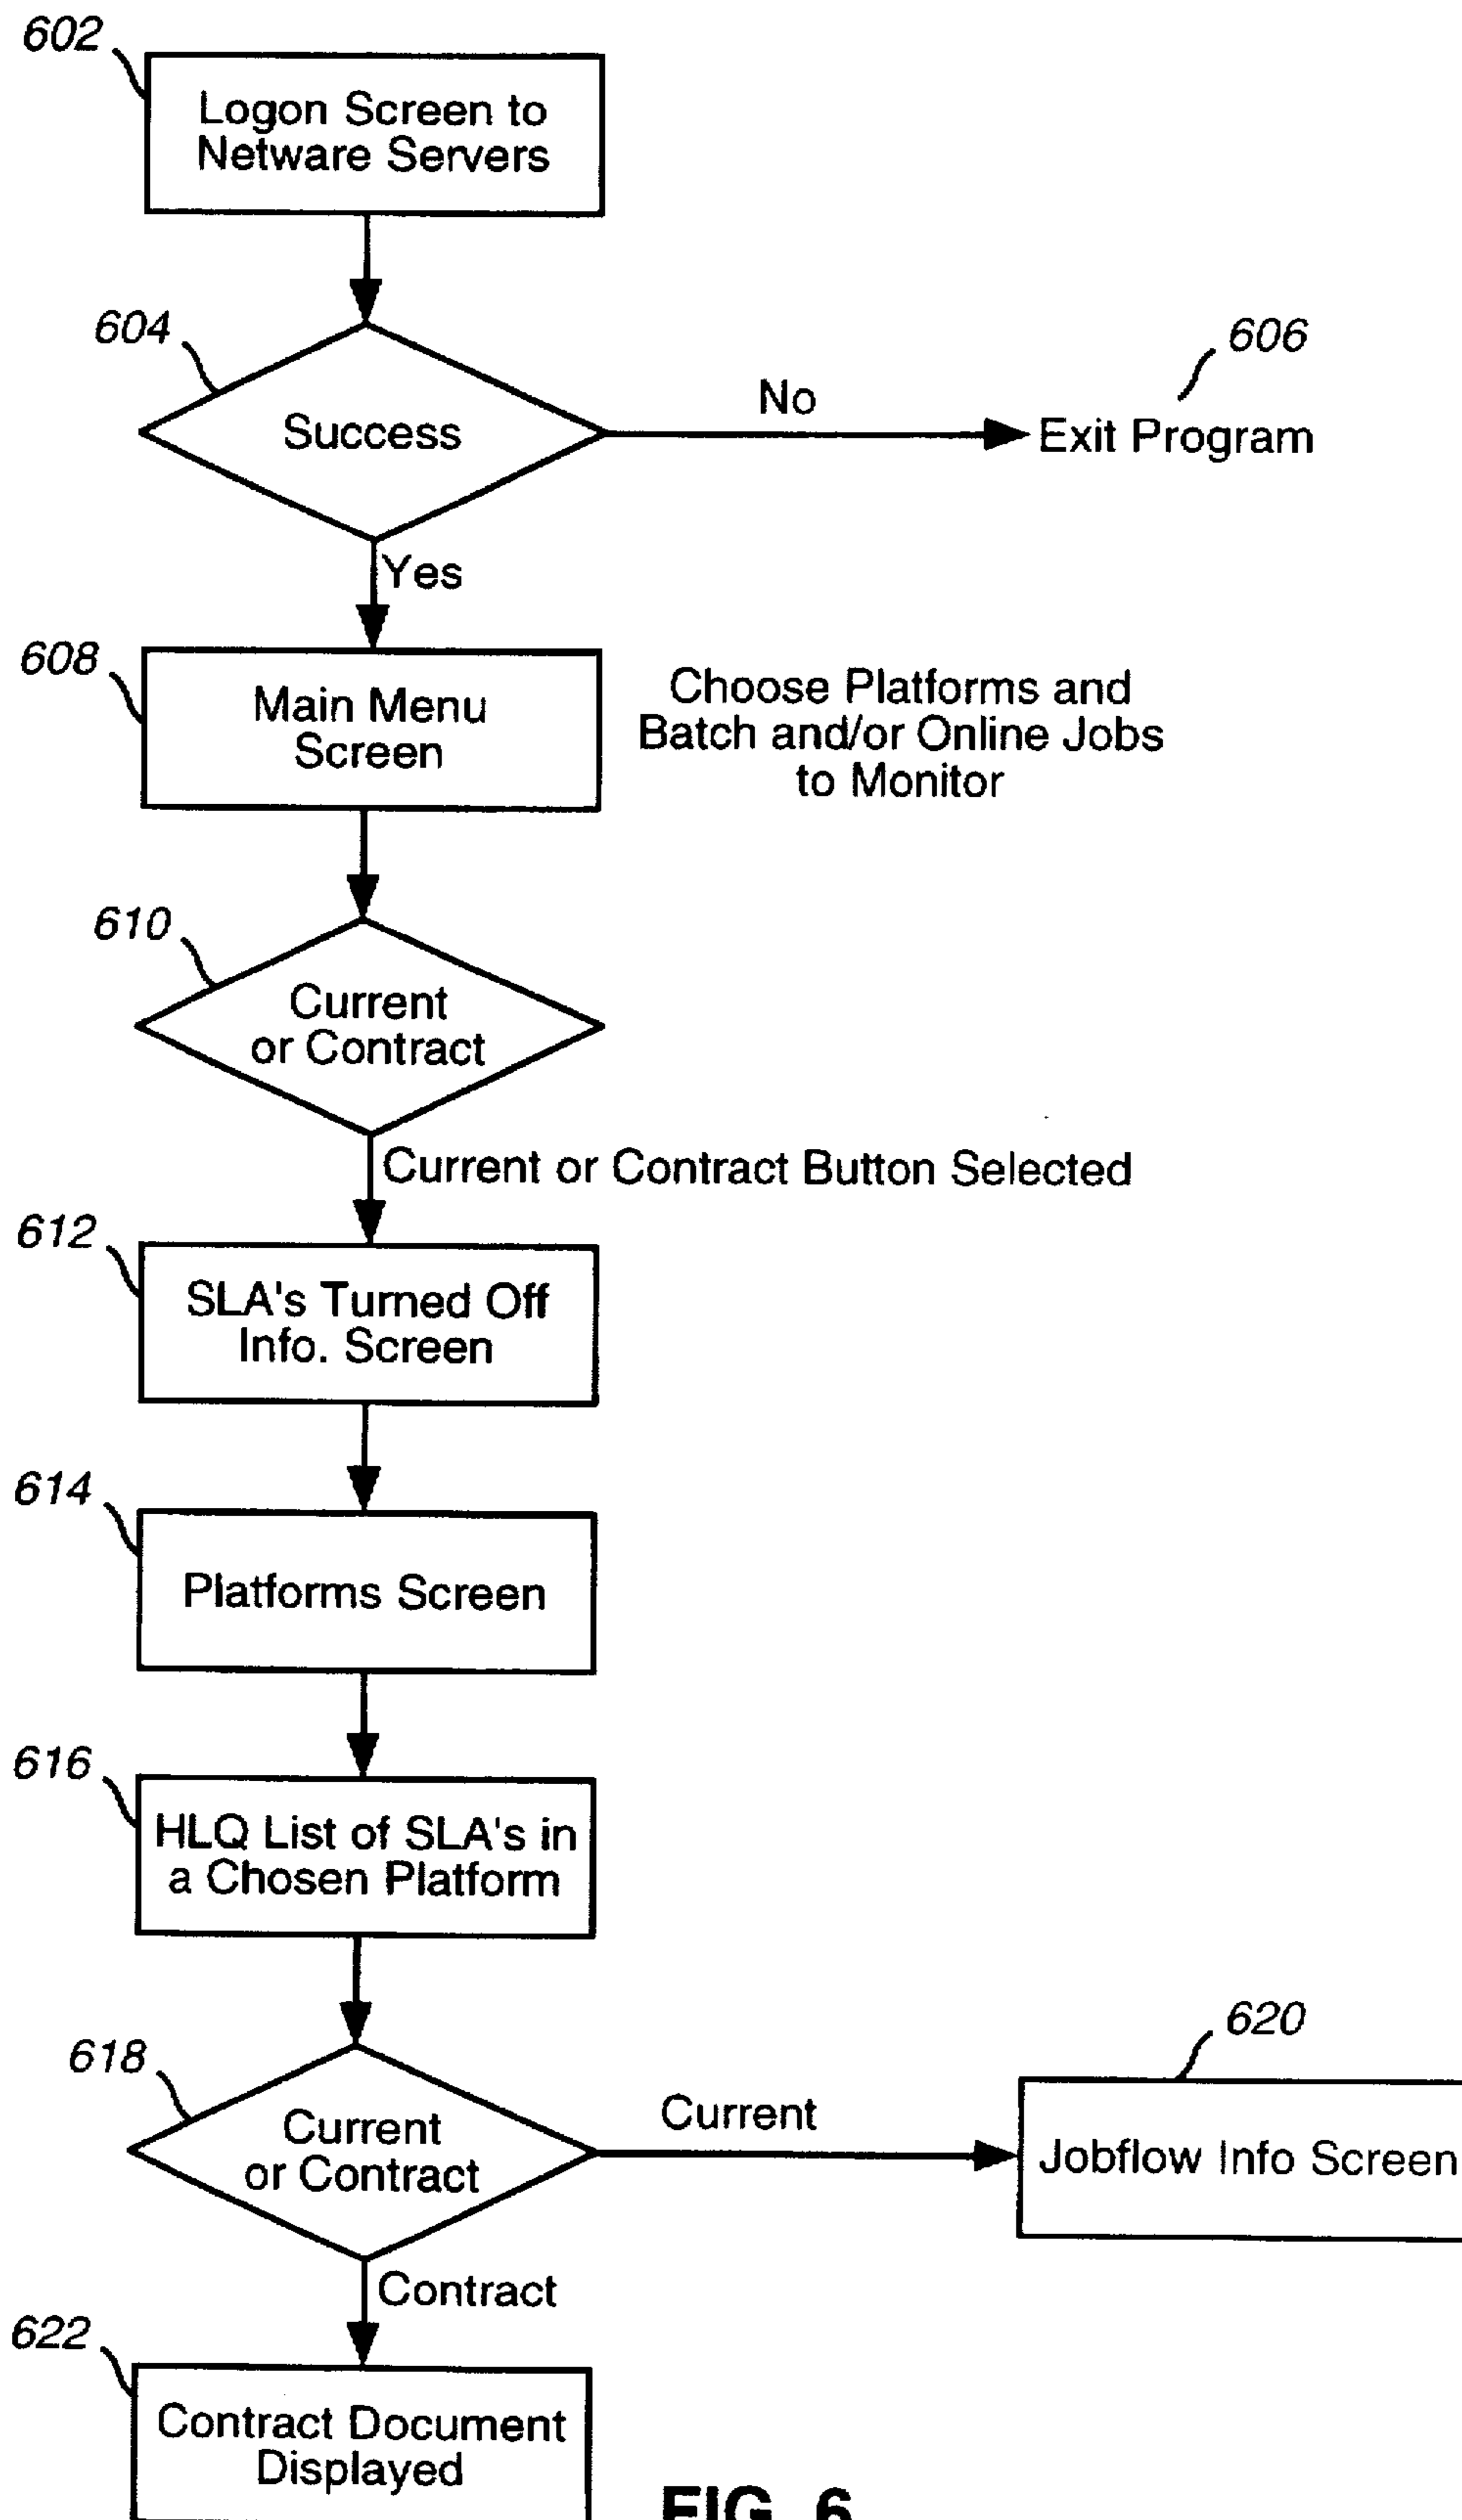 602
Logon Screen to
Netware Servers
604
Success
No
606
Exit Program
Yes
608
Main Menu
Screen
Choose Platforms and
Batch and/or Online Jobs
to Monitor
610
Current
or Contract
Current or Contract Button Selected
612
SLA's Turned Off
Info. Screen
614
Platforms Screen
616
HLQ List of SLA's in
a Chosen Platform
618
Current
or Contract
Current
620
Jobflow Info Screen
Contract
622
Contract Document
Displayed
FIG. 6